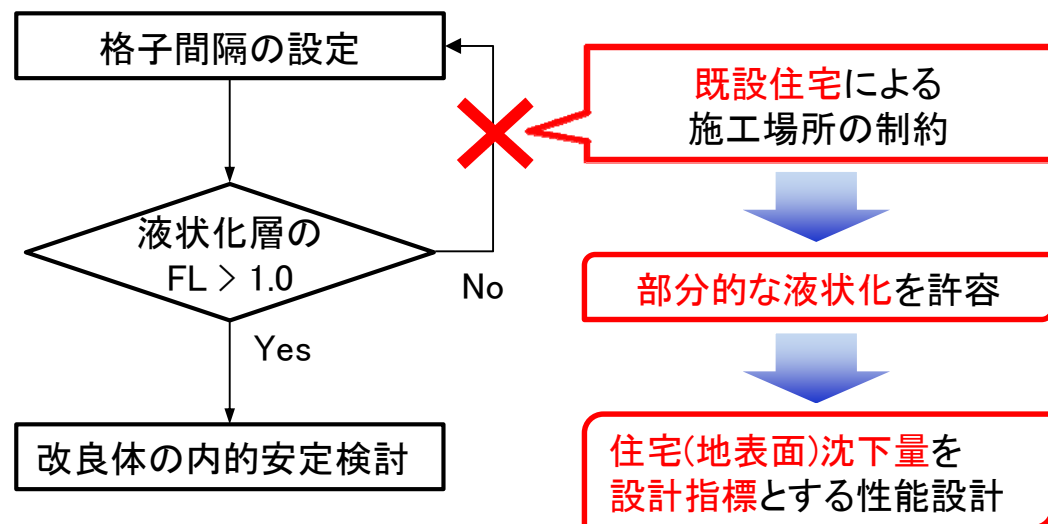 格子間隔の設定
液状化層の
FL > 1.0
No
Yes
改良体の内的安定検討
既設住宅による
施工場所の制約
部分的な液状化を許容
住宅(地表面)沈下量を
設計指標とする性能設計